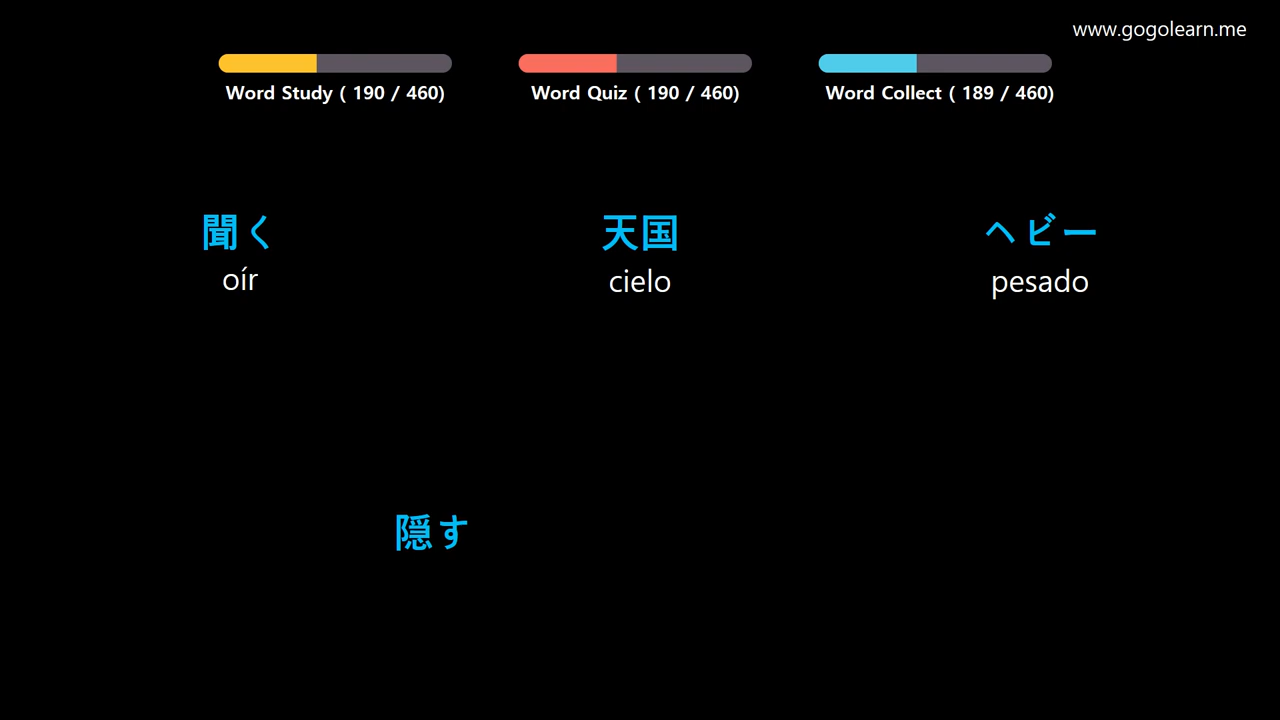 www.gogolearn.me
Word Study ( 190 / 460)
Word Quiz ( 190 / 460)
Word Collect ( 189 / 460)
聞く
oír
天国
cielo
ヘビー
pesado
隠す